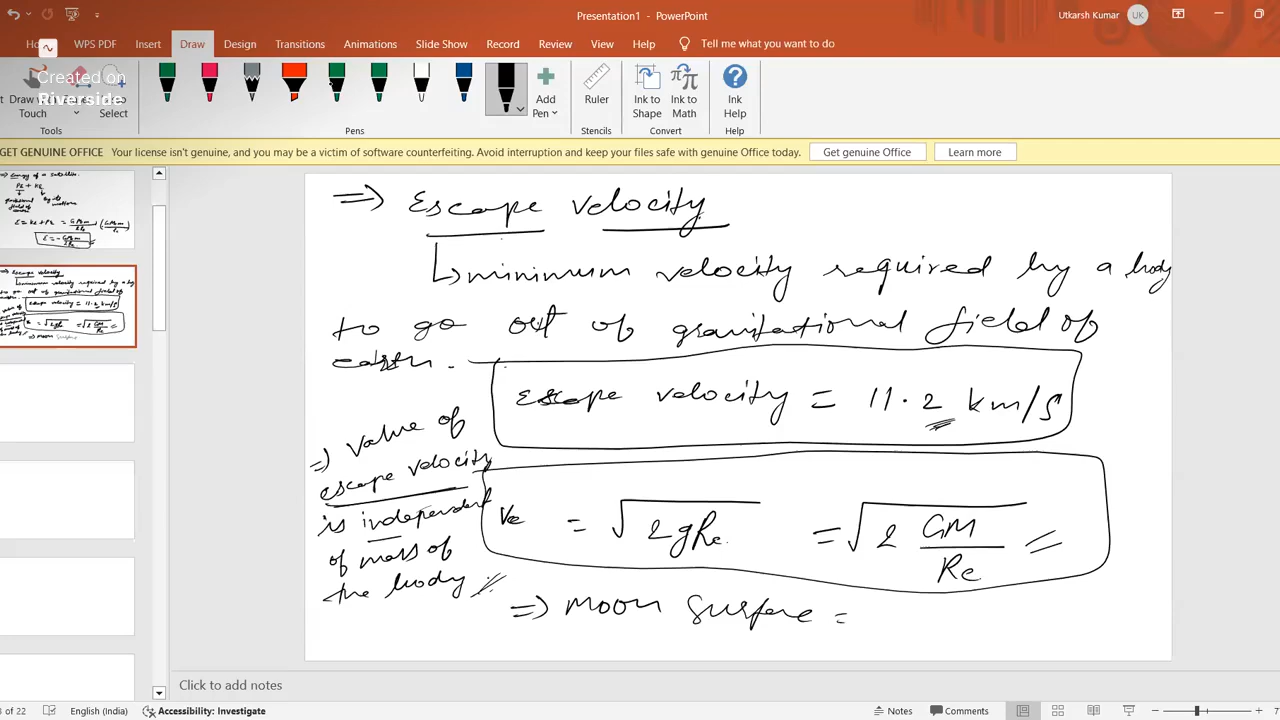 Presentation1 - PowerPoint
Utkarsh Kumar UK
WPS PDF Insert Draw Design Transitions Animations Slide Show Record Review View Help Tell me what you want to do
Created on
Riverside
Touch
Select
Add
Pen
Ruler
Ink to
Shape
Ink to
Math
Ink
Help
Tools Pens Stencils Convert Help
GET GENUINE OFFICE Your license isn't genuine, and you may be a victim of software counterfeiting. Avoid interruption and keep your files safe with genuine Office today. Get genuine Office Learn more
=> Escape velocity
↳ minimum velocity required by a body
to go out of gravitational field of
earth.
escape velocity = 11.2 km/s
=> value of
escape velocity
is independent
of mass of
the body
Ve = √2gRe = √2 GM/Re
=> Moon surface =
Click to add notes
of 22 English (India) Accessibility: Investigate Notes Comments